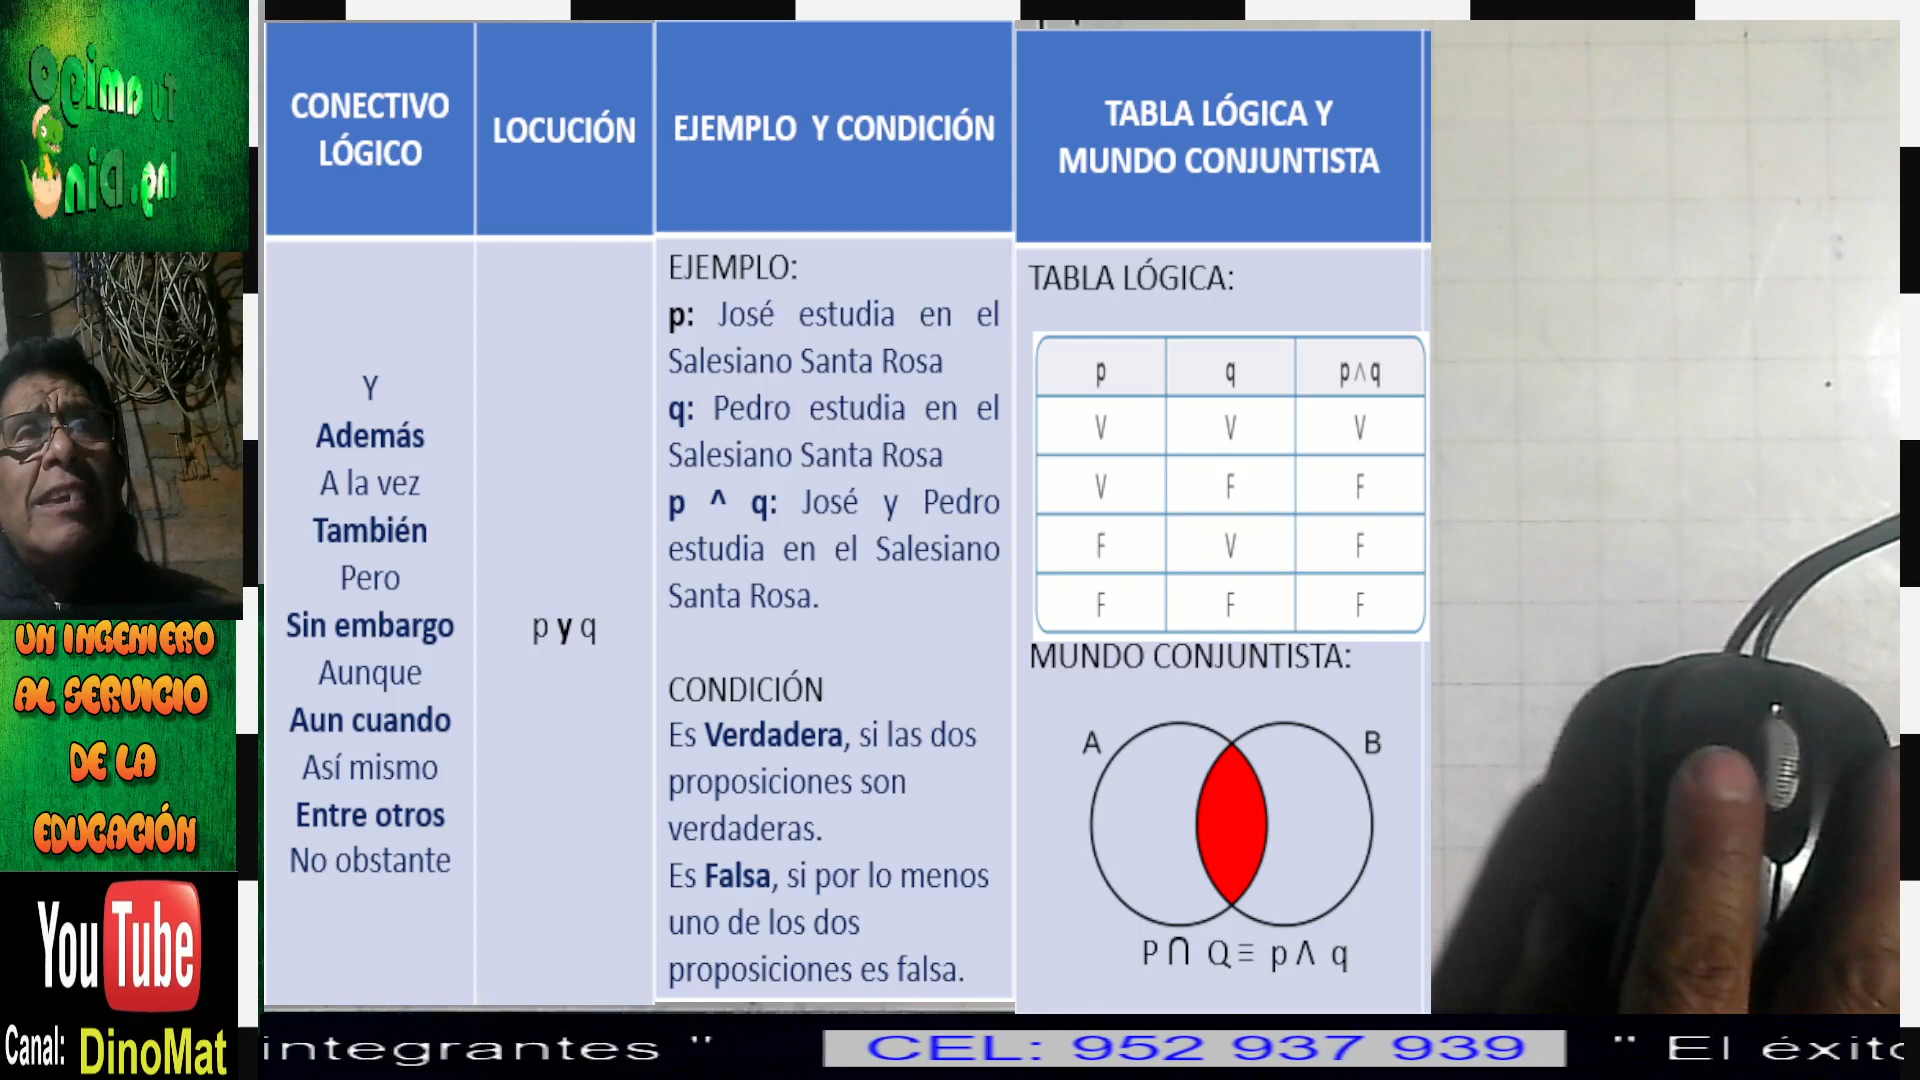 Tu amigo
Ing. Dino
UN INGENIERO
AL SERVICIO
DE LA
EDUCACIÓN
YouTube
Canal: DinoMat
CONECTIVO
LÓGICO
LOCUCIÓN
EJEMPLO Y CONDICIÓN
TABLA LÓGICA Y
MUNDO CONJUNTISTA
Y
Además
A la vez
También
Pero
Sin embargo
Aunque
Aun cuando
Así mismo
Entre otros
No obstante
p y q
EJEMPLO:
p: José estudia en el
Salesiano Santa Rosa
q: Pedro estudia en el
Salesiano Santa Rosa
p ^ q: José y Pedro
estudia en el Salesiano
Santa Rosa.
CONDICIÓN
Es Verdadera, si las dos
proposiciones son
verdaderas.
Es Falsa, si por lo menos
uno de los dos
proposiciones es falsa.
TABLA LÓGICA:
p q p∧q
V V V
V F F
F V F
F F F
MUNDO CONJUNTISTA:
A B
P ∩ Q ≡ p ∧ q
integrantes " CEL: 952 937 939 " El